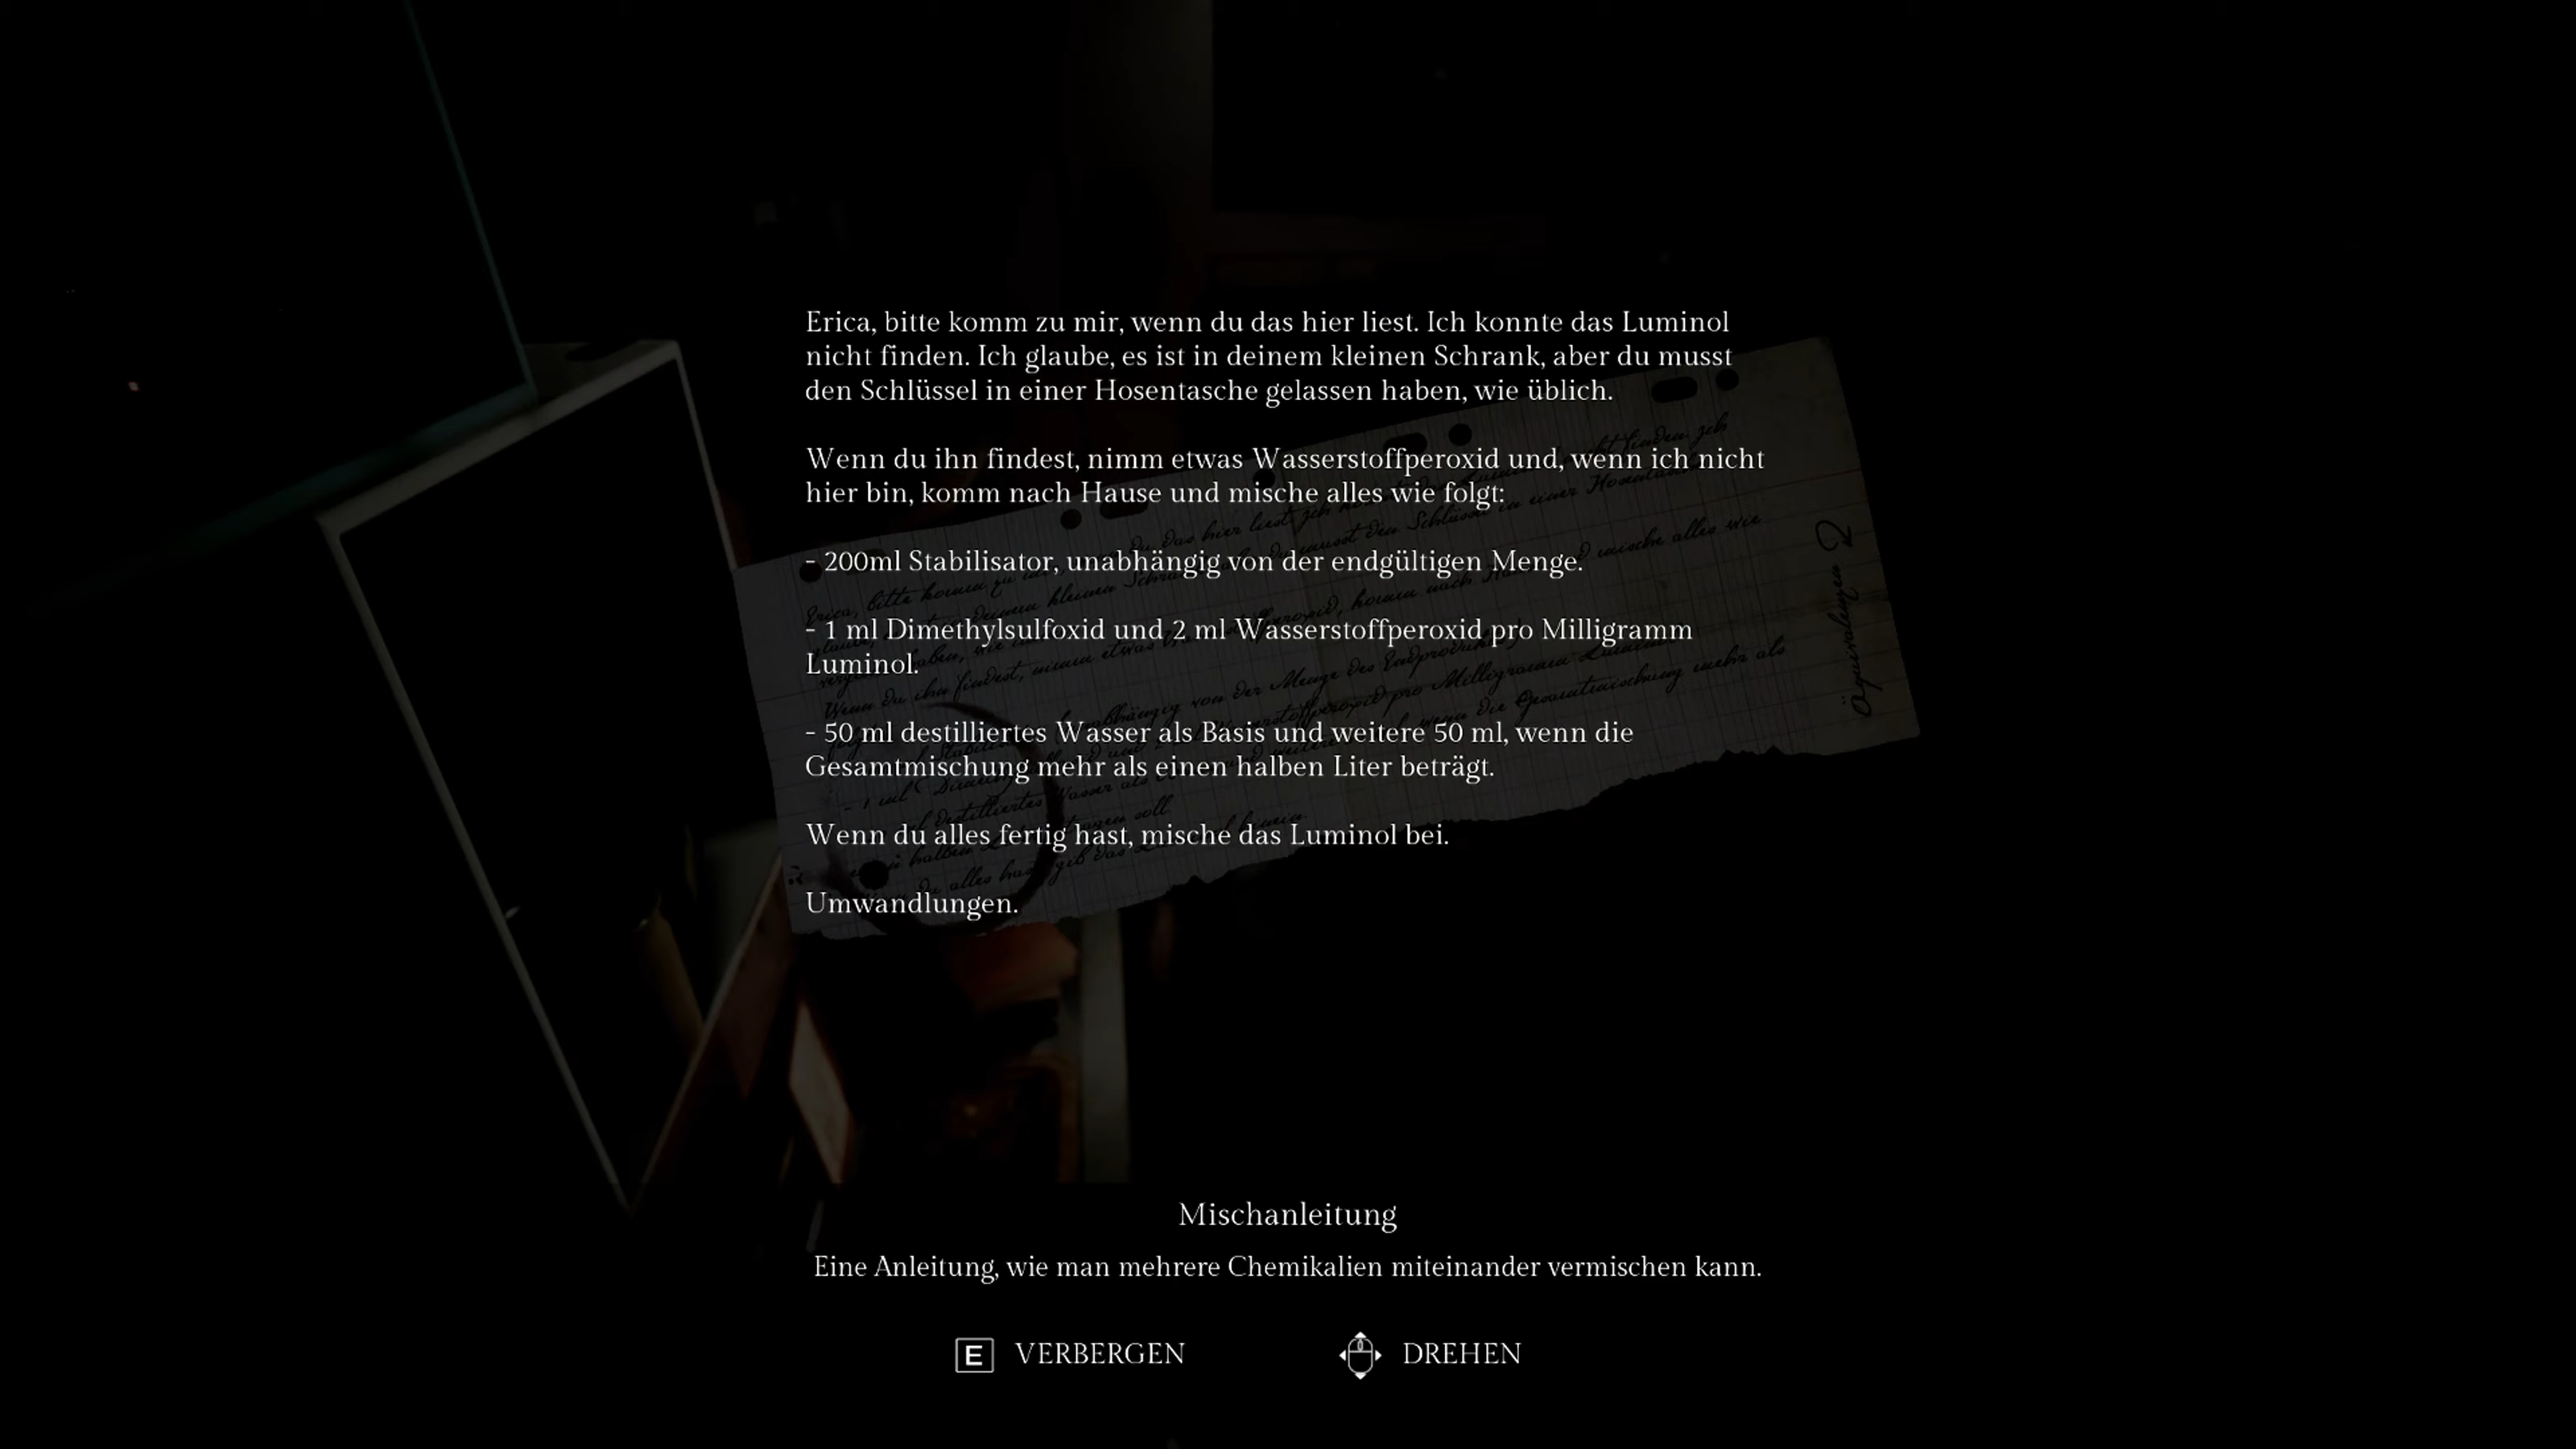 Erica, bitte komm zu mir, wenn du das hier liest. Ich konnte das Luminol
nicht finden. Ich glaube, es ist in deinem kleinen Schrank, aber du musst
den Schlüssel in einer Hosentasche gelassen haben, wie üblich.
Wenn du ihn findest, nimm etwas Wasserstoffperoxid und, wenn ich nicht
hier bin, komm nach Hause und mische alles wie folgt:
- 200ml Stabilisator, unabhängig von der endgültigen Menge.
- 1 ml Dimethylsulfoxid und 2 ml Wasserstoffperoxid pro Milligramm
Luminol.
- 50 ml destilliertes Wasser als Basis und weitere 50 ml, wenn die
Gesamtmischung mehr als einen halben Liter beträgt.
Wenn du alles fertig hast, mische das Luminol bei.
Umwandlungen.
Äquivalenzen
Mischanleitung
Eine Anleitung, wie man mehrere Chemikalien miteinander vermischen kann.
E VERBERGEN DREHEN